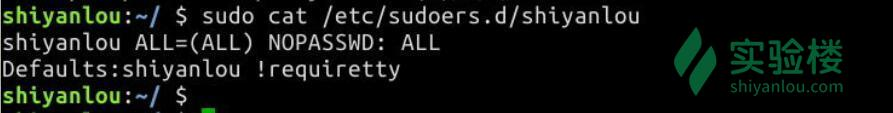 shiyanlou:~/ $ sudo cat /etc/sudoers.d/shiyanlou
shiyanlou ALL=(ALL) NOPASSWD: ALL
Defaults:shiyanlou !requiretty
shiyanlou:~/ $
实验楼
shiyanlou.com